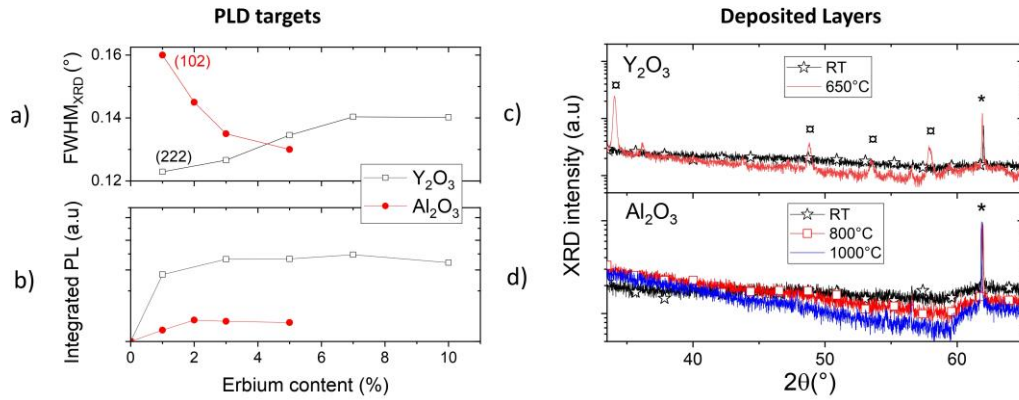 PLD targets
a)
FWHM_XRD (°)
0.16
0.14
0.12
(102)
(222)
Y₂O₃
Al₂O₃
b)
Integrated PL (a.u)
0
2
4
6
8
10
Erbium content (%)
Deposited Layers
c)
d)
XRD intensity (a.u)
¤
Y₂O₃
RT
650°C
*
¤
¤
¤
Al₂O₃
RT
800°C
1000°C
*
40
50
60
2θ(°)